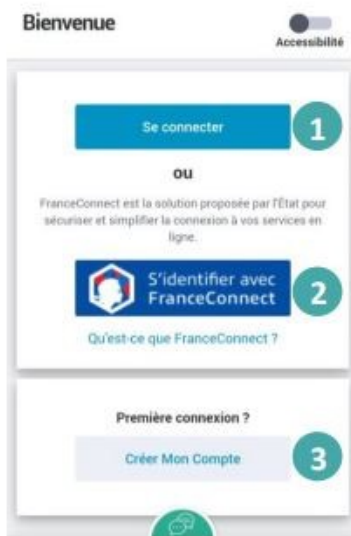 Bienvenue
Accessibilité
Se connecter
1
ou
FranceConnect est la solution proposée par l'État pour
sécuriser et simplifier la connexion à vos services en
ligne.
S'identifier avec
FranceConnect
2
Qu'est-ce que FranceConnect ?
Première connexion ?
Créer Mon Compte
3